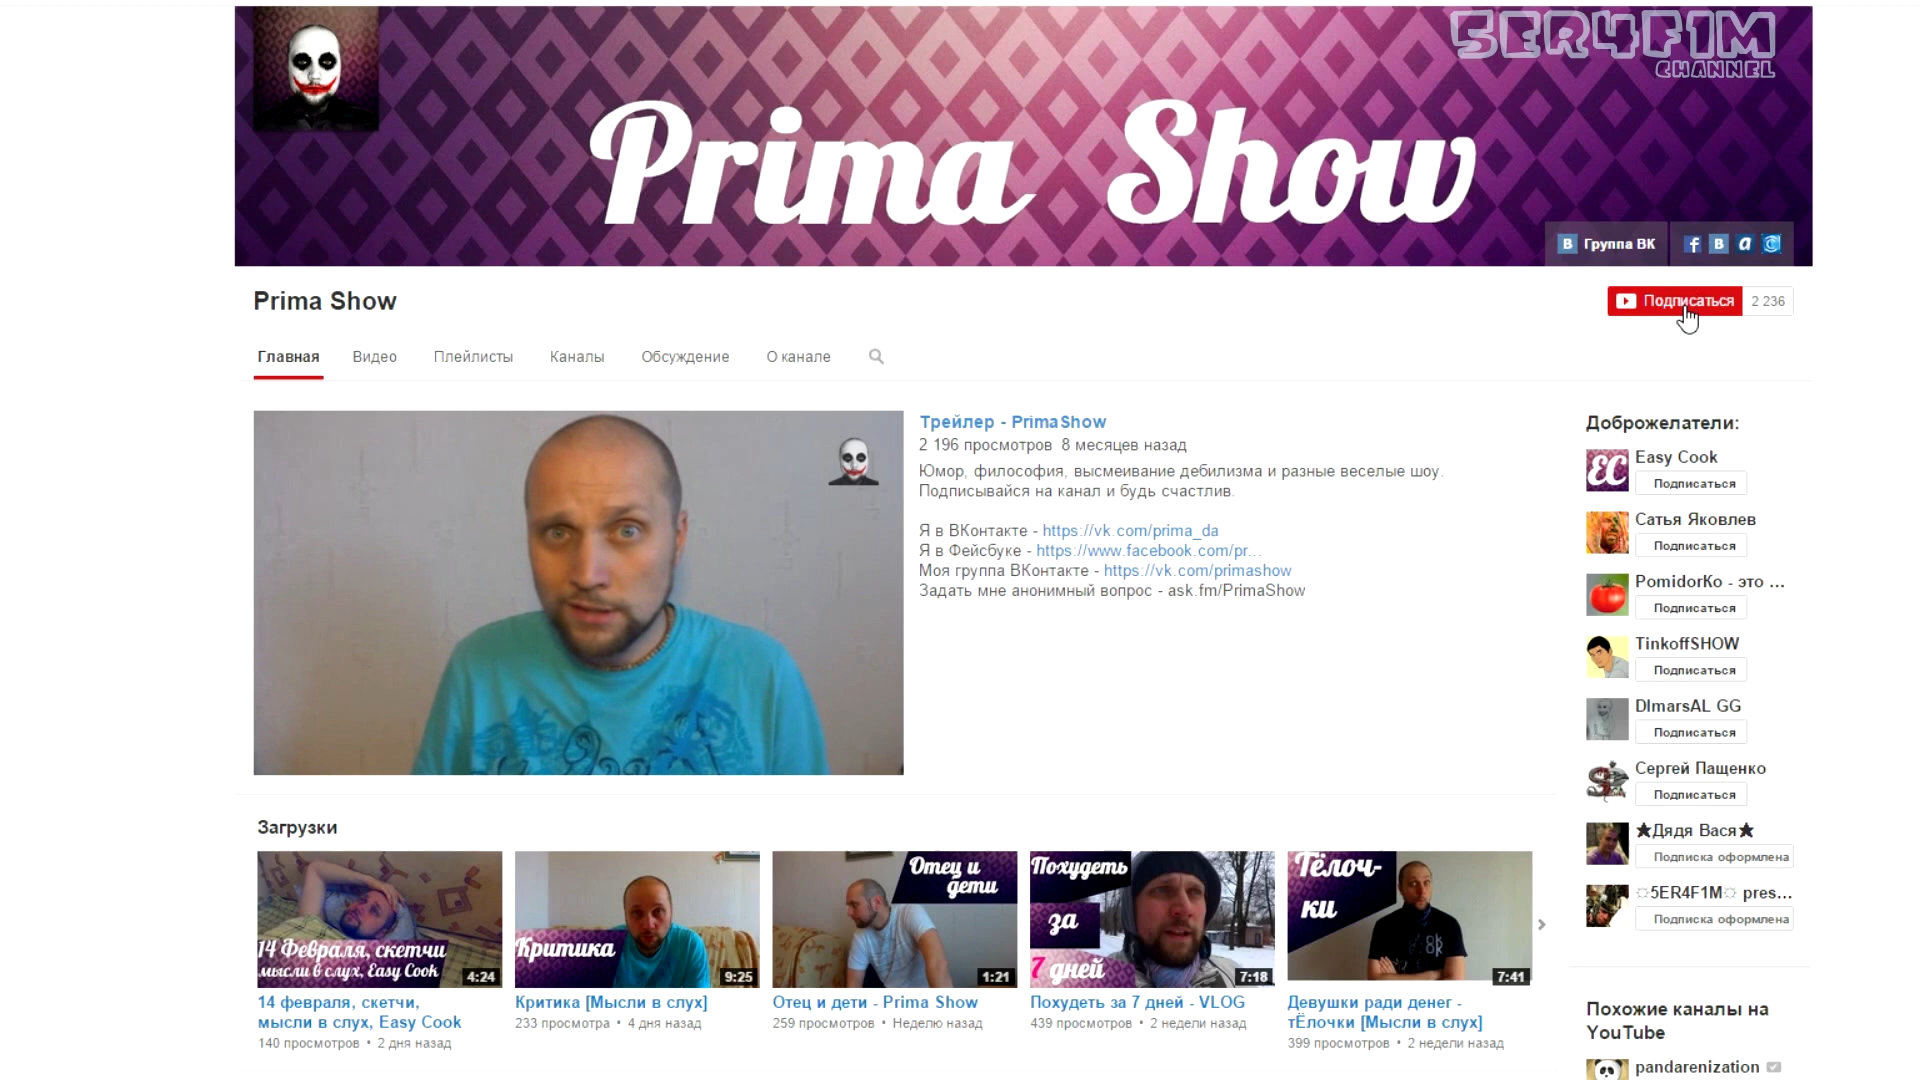 5ER4F1M
CHANNEL
Prima Show
Группа ВК
Prima Show
Подписаться
2 236
Главная
Видео
Плейлисты
Каналы
Обсуждение
О канале
Трейлер - PrimaShow
2 196 просмотров 8 месяцев назад
Юмор, философия, высмеивание дебилизма и разные веселые шоу.
Подписывайся на канал и будь счастлив.
Я в ВКонтакте - https://vk.com/prima_da
Я в Фейсбуке - https://www.facebook.com/pr...
Моя группа ВКонтакте - https://vk.com/primashow
Задать мне анонимный вопрос - ask.fm/PrimaShow
Доброжелатели:
EC
Easy Cook
Подписаться
Сатья Яковлев
Подписаться
PomidorKo - это ...
Подписаться
TinkoffSHOW
Подписаться
DImarsAL GG
Подписаться
Сергей Пащенко
Подписаться
★Дядя Вася★
Подписка оформлена
◌5ER4F1M◌ pres...
Подписка оформлена
Загрузки
14 Февраля, скетчи
мысли в слух, Easy Cook
4:24
14 февраля, скетчи,
мысли в слух, Easy Cook
140 просмотров • 2 дня назад
Критика
9:25
Критика [Мысли в слух]
233 просмотра • 4 дня назад
Отец и
дети
1:21
Отец и дети - Prima Show
259 просмотров • Неделю назад
Похудеть
за
7 дней
7:18
Похудеть за 7 дней - VLOG
439 просмотров • 2 недели назад
Тёлоч-
ки
7:41
Девушки ради денег -
тЁлочки [Мысли в слух]
399 просмотров • 2 недели назад
Похожие каналы на
YouTube
pandarenization